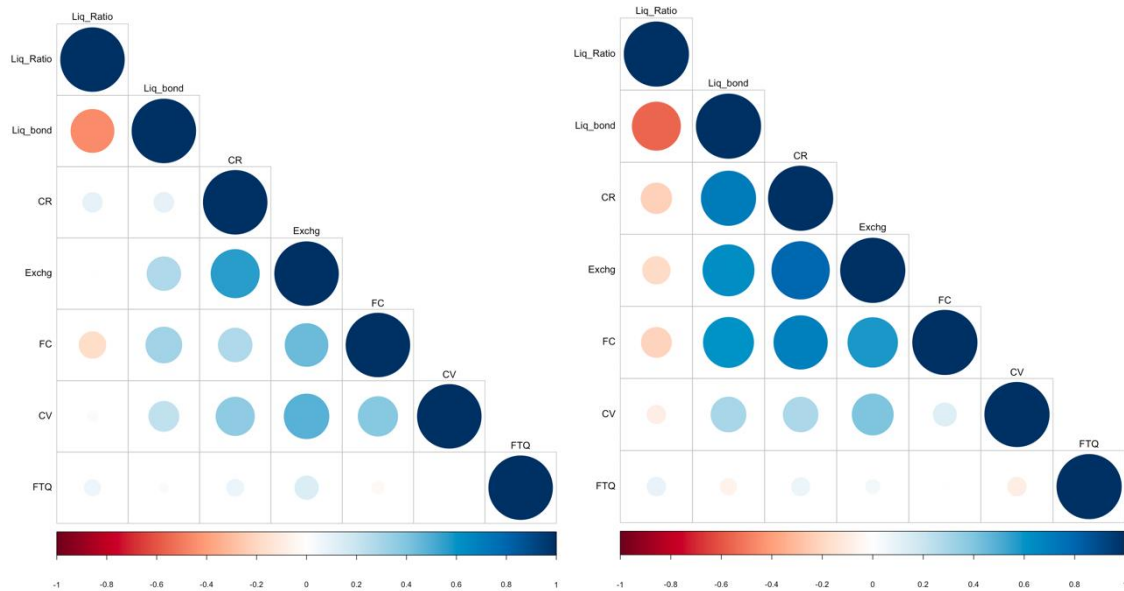 Liq_Ratio
Liq_Ratio
Liq_bond
Liq_bond
CR
CR
Exchg
Exchg
FC
FC
CV
CV
FTQ
FTQ
-1 -0.8 -0.6 -0.4 -0.2 0 0.2 0.4 0.6 0.8 1
Liq_Ratio
Liq_Ratio
Liq_bond
Liq_bond
CR
CR
Exchg
Exchg
FC
FC
CV
CV
FTQ
FTQ
-1 -0.8 -0.6 -0.4 -0.2 0 0.2 0.4 0.6 0.8 1